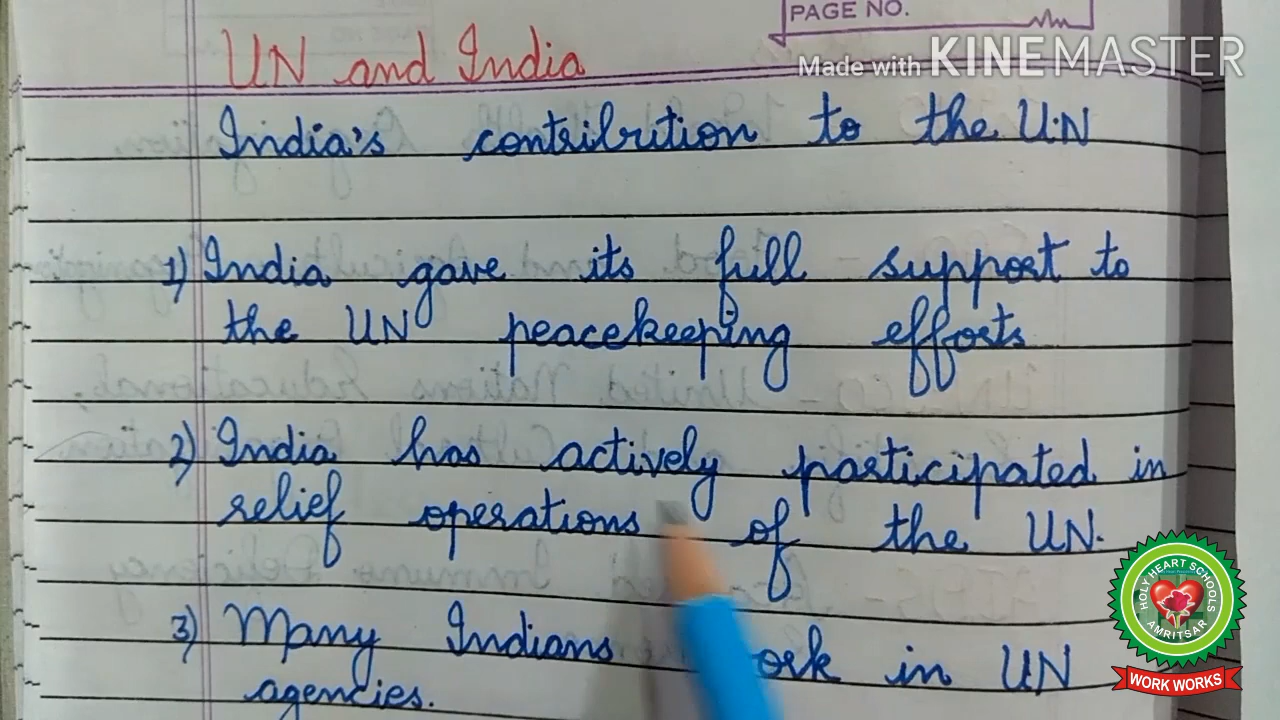 PAGE NO.
Made with KINEMASTER
UN and India
India's contribution to the U.N
1) India gave its full support to
the UN peacekeeping efforts
2) India has actively participated in
relief operations of the UN.
3) Many Indians ork in UN
agencies.
HOLY HEART SCHOOLS
AMRITSAR
WORK WORKS